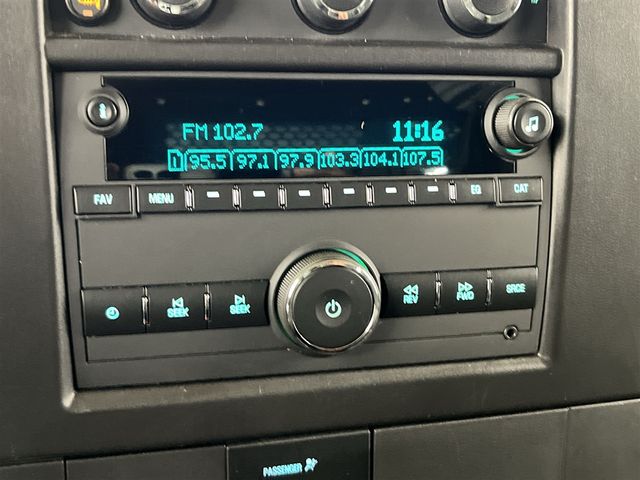 FM 102.7 11:16
1 95.5 97.1 97.9 103.3 104.1 107.5
FAV MENU EQ CAT
SEEK SEEK REV FWD SRCE
PASSENGER